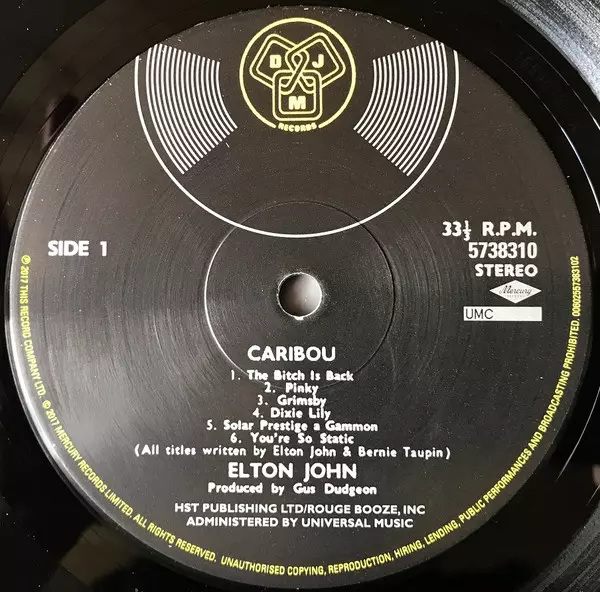 D J
M
RECORDS
SIDE 1
33⅓ R.P.M.
5738310
STEREO
Mercury
UMC
CARIBOU
1. The Bitch Is Back
2. Pinky
3. Grimsby
4. Dixie Lily
5. Solar Prestige a Gammon
6. You're So Static
(All titles written by Elton John & Bernie Taupin)
ELTON JOHN
Produced by Gus Dudgeon
HST PUBLISHING LTD/ROUGE BOOZE, INC
ADMINISTERED BY UNIVERSAL MUSIC
℗ 2017 THIS RECORD COMPANY LTD. © 2017 MERCURY RECORDS LIMITED. ALL RIGHTS RESERVED. UNAUTHORISED COPYING, REPRODUCTION, HIRING, LENDING, PUBLIC PERFORMANCES AND BROADCASTING PROHIBITED. 00602557383102